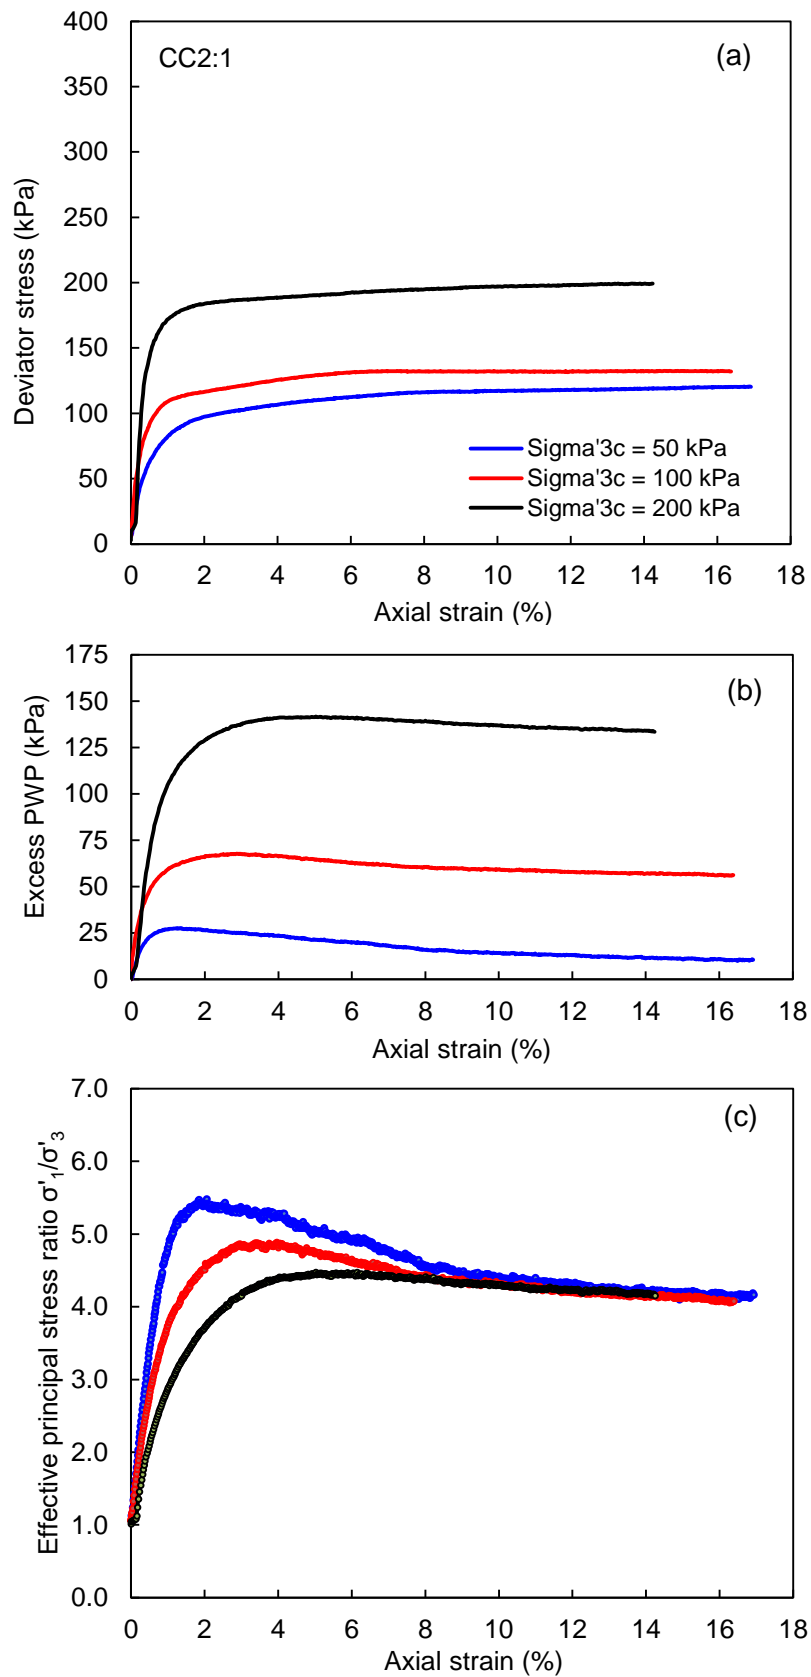 400
350
300
250
200
150
100
50
0
Deviator stress (kPa)
CC2:1
(a)
Sigma'3c = 50 kPa
Sigma'3c = 100 kPa
Sigma'3c = 200 kPa
0 2 4 6 8 10 12 14 16 18
Axial strain (%)
175
150
125
100
75
50
25
0
Excess PWP (kPa)
(b)
0 2 4 6 8 10 12 14 16 18
Axial strain (%)
7.0
6.0
5.0
4.0
3.0
2.0
1.0
0.0
Effective principal stress ratio σ'1/σ'3
(c)
0 2 4 6 8 10 12 14 16 18
Axial strain (%)